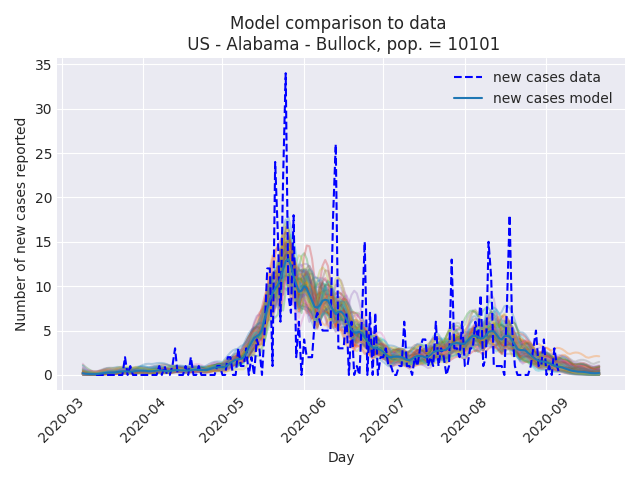 Model comparison to data
US - Alabama - Bullock, pop. = 10101
new cases data
new cases model
Number of new cases reported
35
30
25
20
15
10
5
0
2020-03
2020-04
2020-05
2020-06
2020-07
2020-08
2020-09
Day